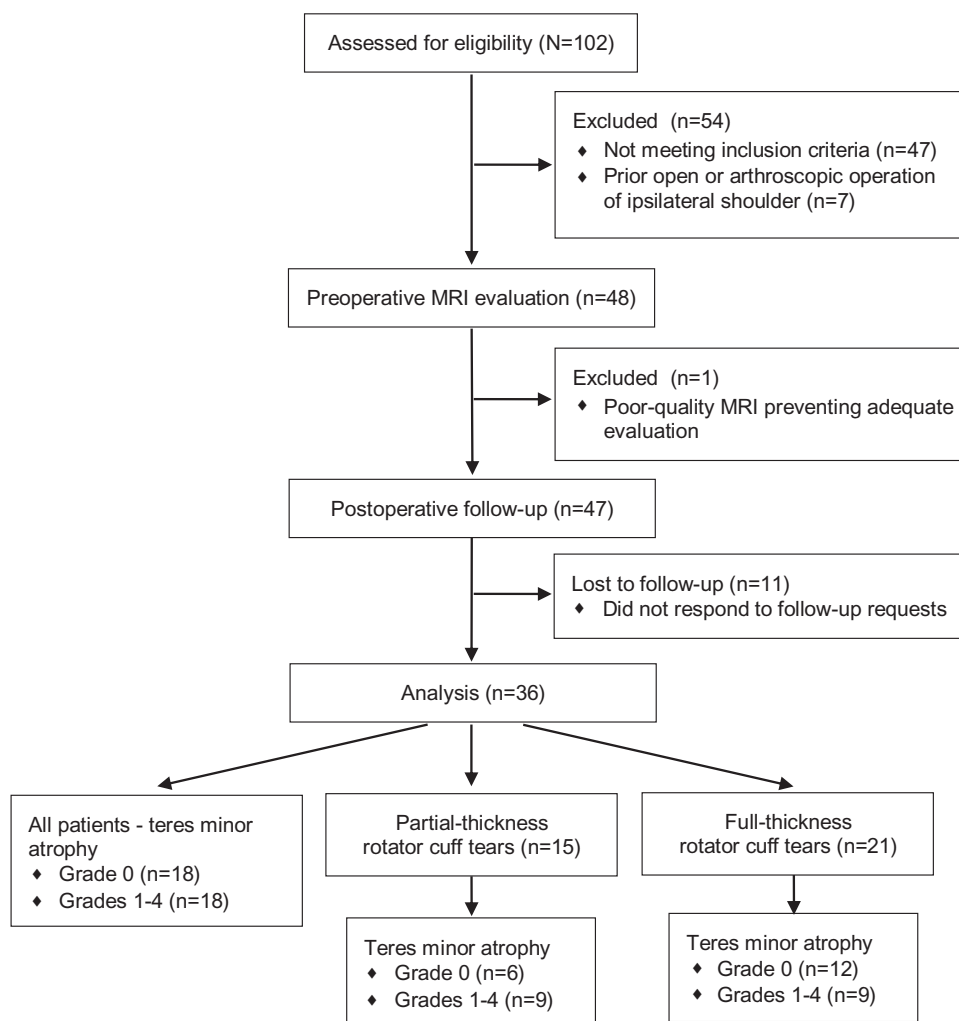 Assessed for eligibility (N=102)
Excluded (n=54)
♦ Not meeting inclusion criteria (n=47)
♦ Prior open or arthroscopic operation
of ipsilateral shoulder (n=7)
Preoperative MRI evaluation (n=48)
Excluded (n=1)
♦ Poor-quality MRI preventing adequate
evaluation
Postoperative follow-up (n=47)
Lost to follow-up (n=11)
♦ Did not respond to follow-up requests
Analysis (n=36)
All patients - teres minor
atrophy
♦ Grade 0 (n=18)
♦ Grades 1-4 (n=18)
Partial-thickness
rotator cuff tears (n=15)
Full-thickness
rotator cuff tears (n=21)
Teres minor atrophy
♦ Grade 0 (n=6)
♦ Grades 1-4 (n=9)
Teres minor atrophy
♦ Grade 0 (n=12)
♦ Grades 1-4 (n=9)